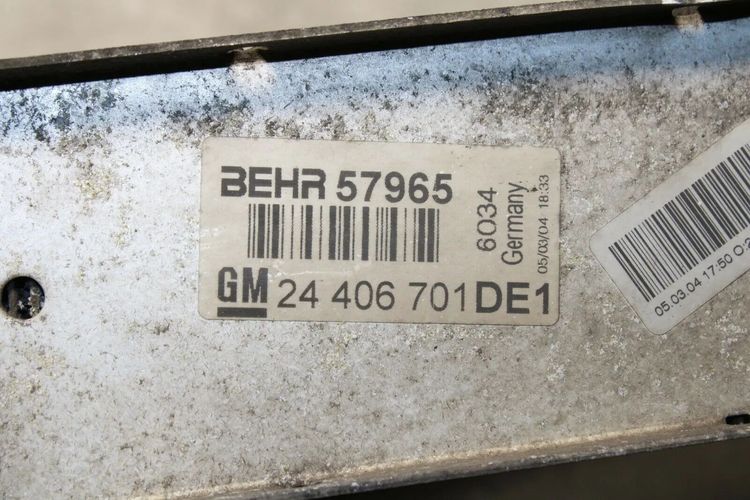 BEHR 57965
6034
Germany
05/03/04 18:33
GM 24 406 701 DE1
05.03.04 17:50